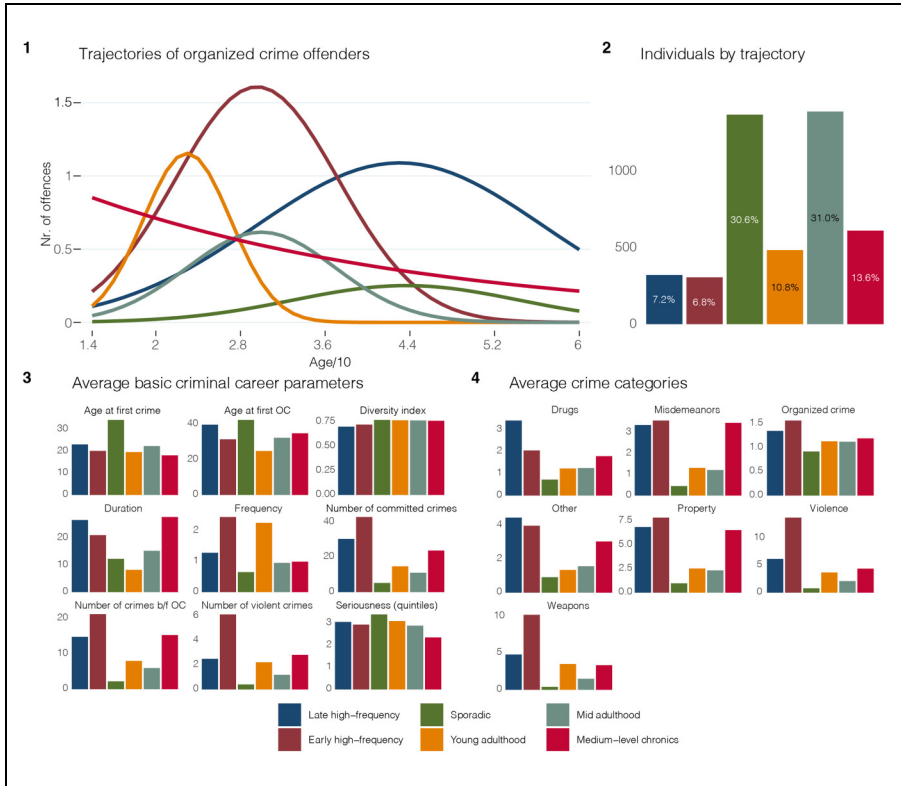 1 Trajectories of organized crime offenders
1.5
1
0.5
0
Nr. of offences
1.4 2 2.8 3.6 4.4 5.2 6
Age/10
2 Individuals by trajectory
1000
500
0
7.2% 6.8% 30.6% 10.8% 31.0% 13.6%
3 Average basic criminal career parameters
Age at first crime
30
20
10
0
Age at first OC
40
20
0
Diversity index
0.75
0.50
0.25
0.00
Duration
20
10
0
Frequency
2
1
0
Number of committed crimes
40
20
0
Number of crimes b/f OC
20
10
0
Number of violent crimes
6
4
2
0
Seriousness (quintiles)
3
2
1
0
4 Average crime categories
Drugs
3
2
1
0
Misdemeanors
3
2
1
0
Organized crime
1.5
1.0
0.5
0.0
Other
4
2
0
Property
7.5
5.0
2.5
0.0
Violence
10
5
0
Weapons
10
5
0
Late high–frequency
Sporadic
Mid adulthood
Early high–frequency
Young adulthood
Medium–level chronics